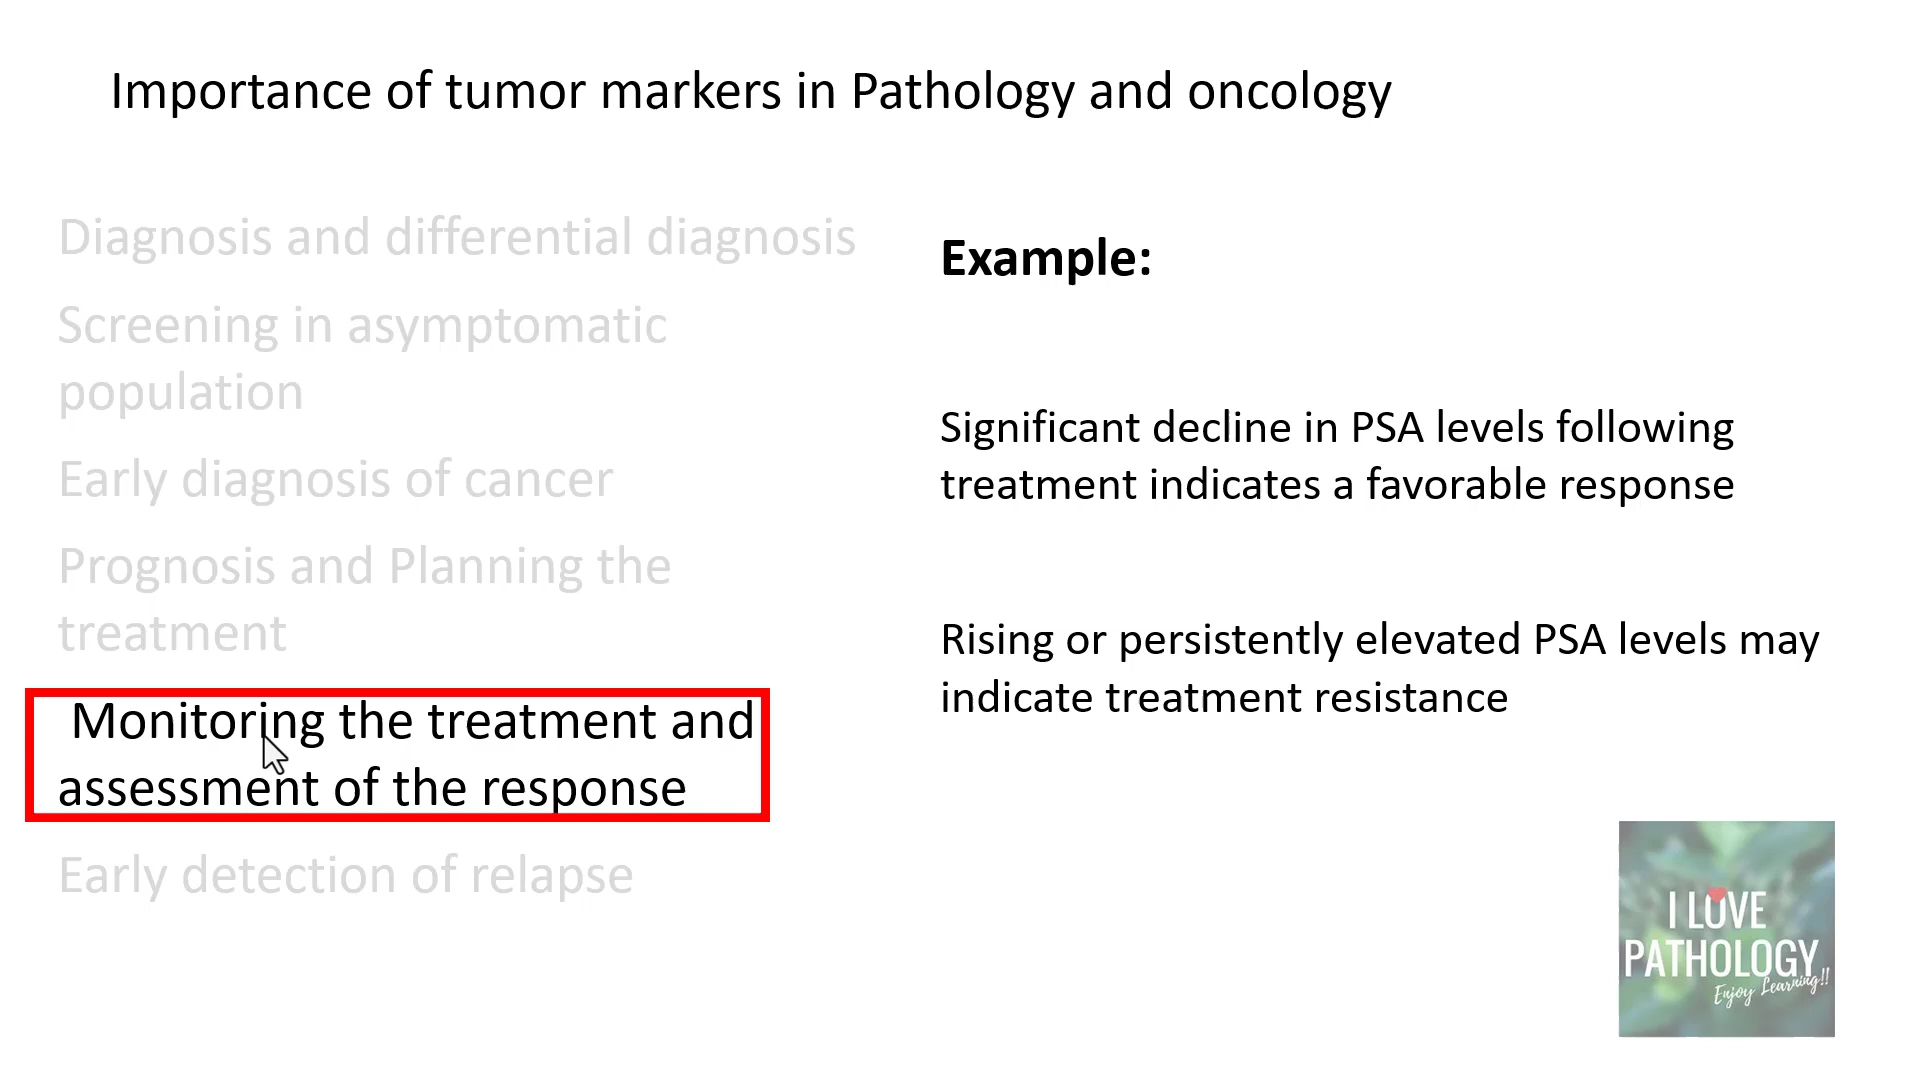 Importance of tumor markers in Pathology and oncology
Diagnosis and differential diagnosis
Screening in asymptomatic
population
Early diagnosis of cancer
Prognosis and Planning the
treatment
Monitoring the treatment and
assessment of the response
Early detection of relapse
Example:
Significant decline in PSA levels following
treatment indicates a favorable response
Rising or persistently elevated PSA levels may
indicate treatment resistance
I LOVE
PATHOLOGY
Enjoy Learning!!